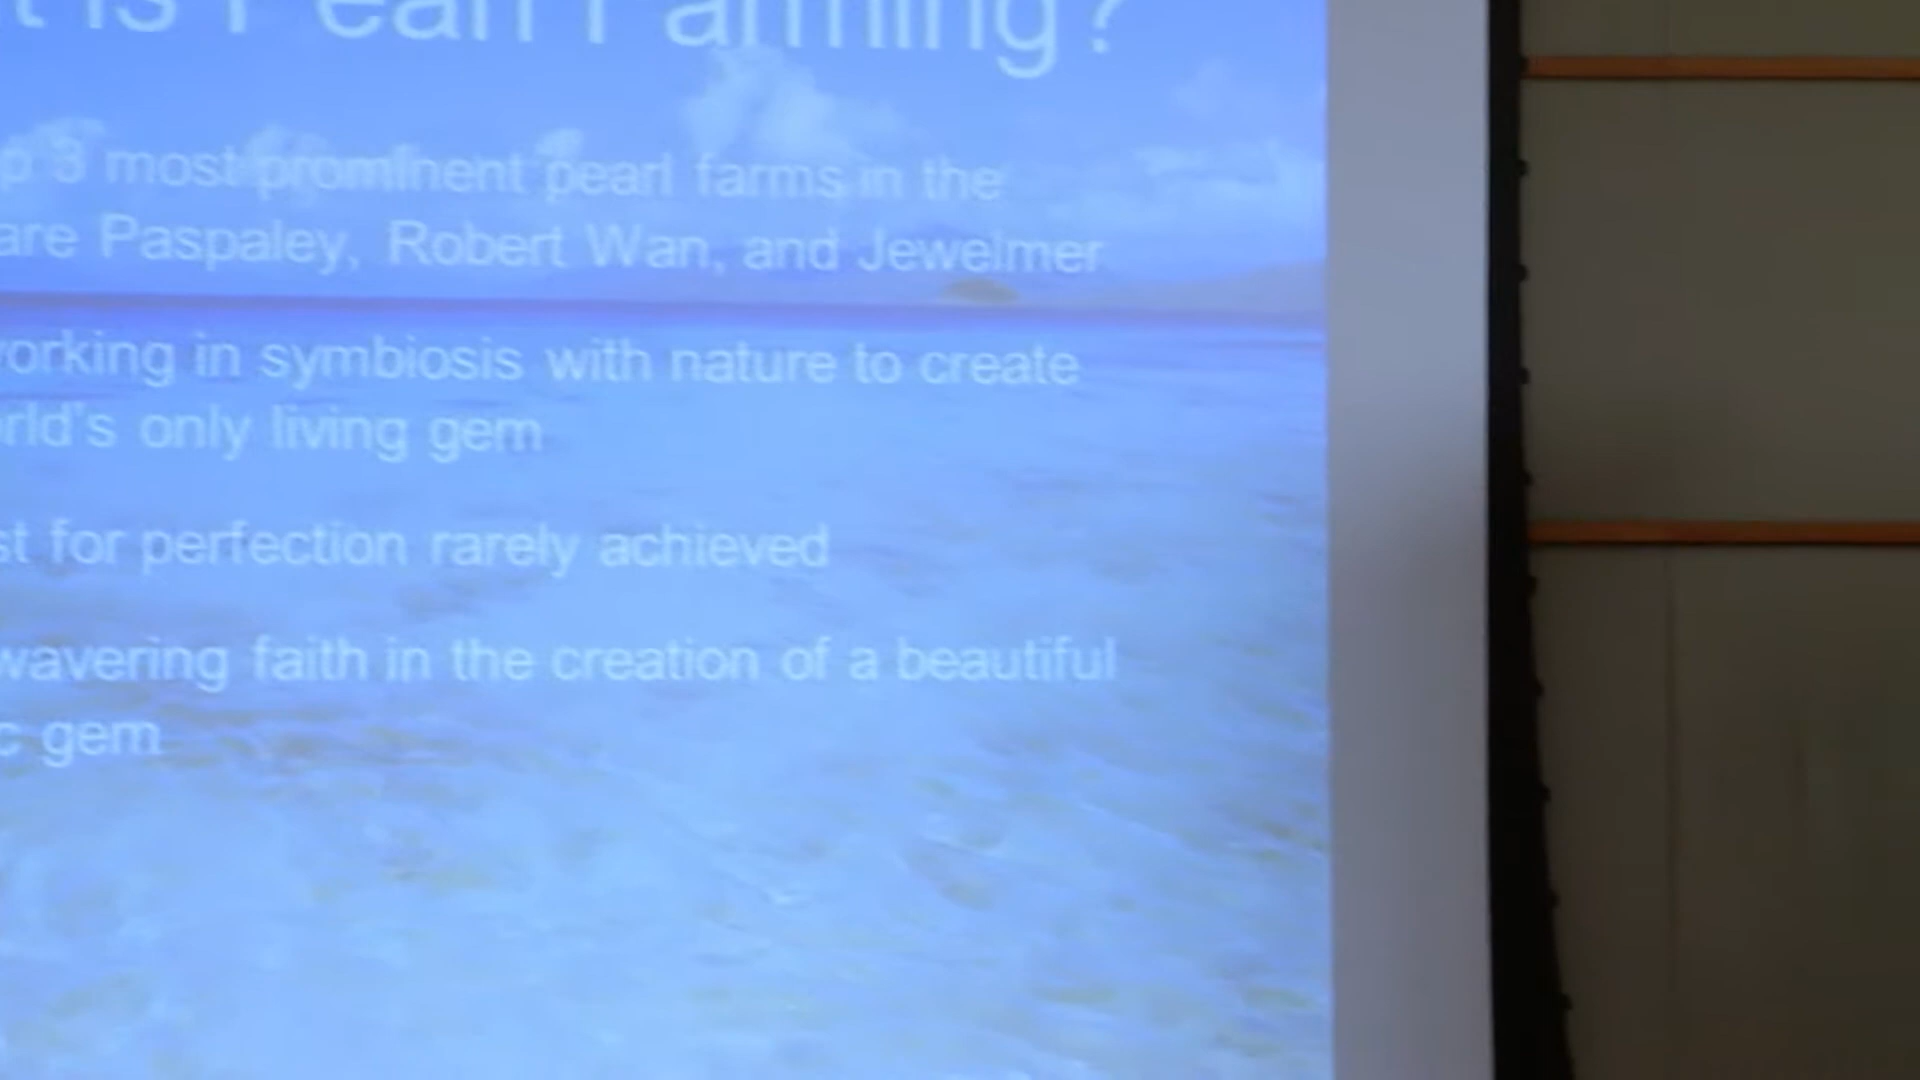 t is Pearl Farming?
p 3 most prominent pearl farms in the
are Paspaley, Robert Wan, and Jewelmer
orking in symbiosis with nature to create
rld's only living gem
st for perfection rarely achieved
wavering faith in the creation of a beautiful
c gem